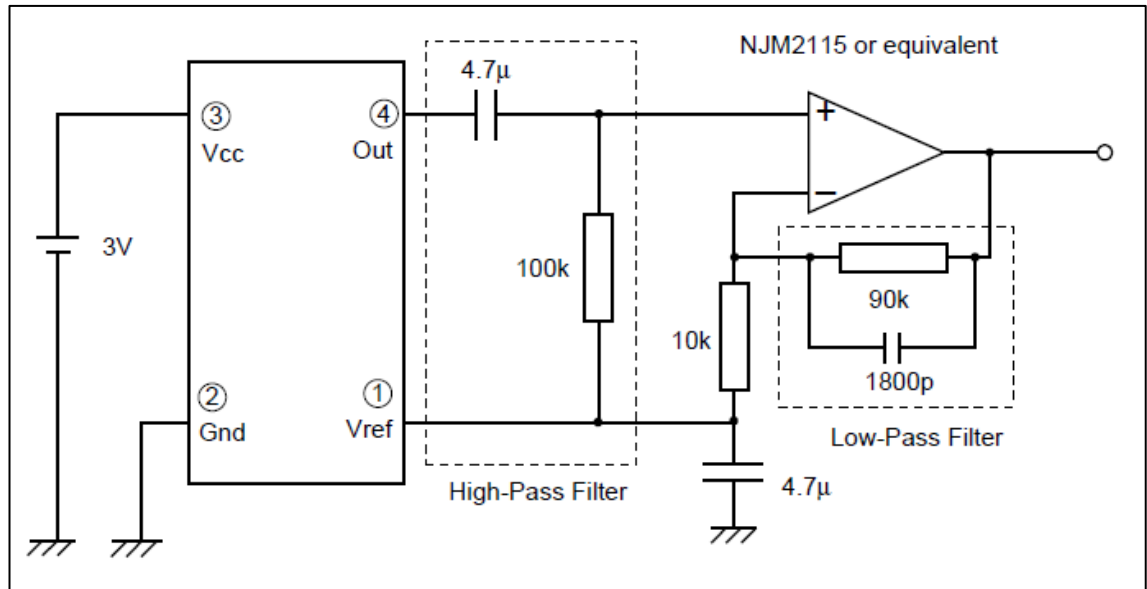 NJM2115 or equivalent
4.7μ
③
Vcc
④
Out
+
−
3V
100k
90k
10k
1800p
②
Gnd
①
Vref
Low-Pass Filter
High-Pass Filter
4.7μ